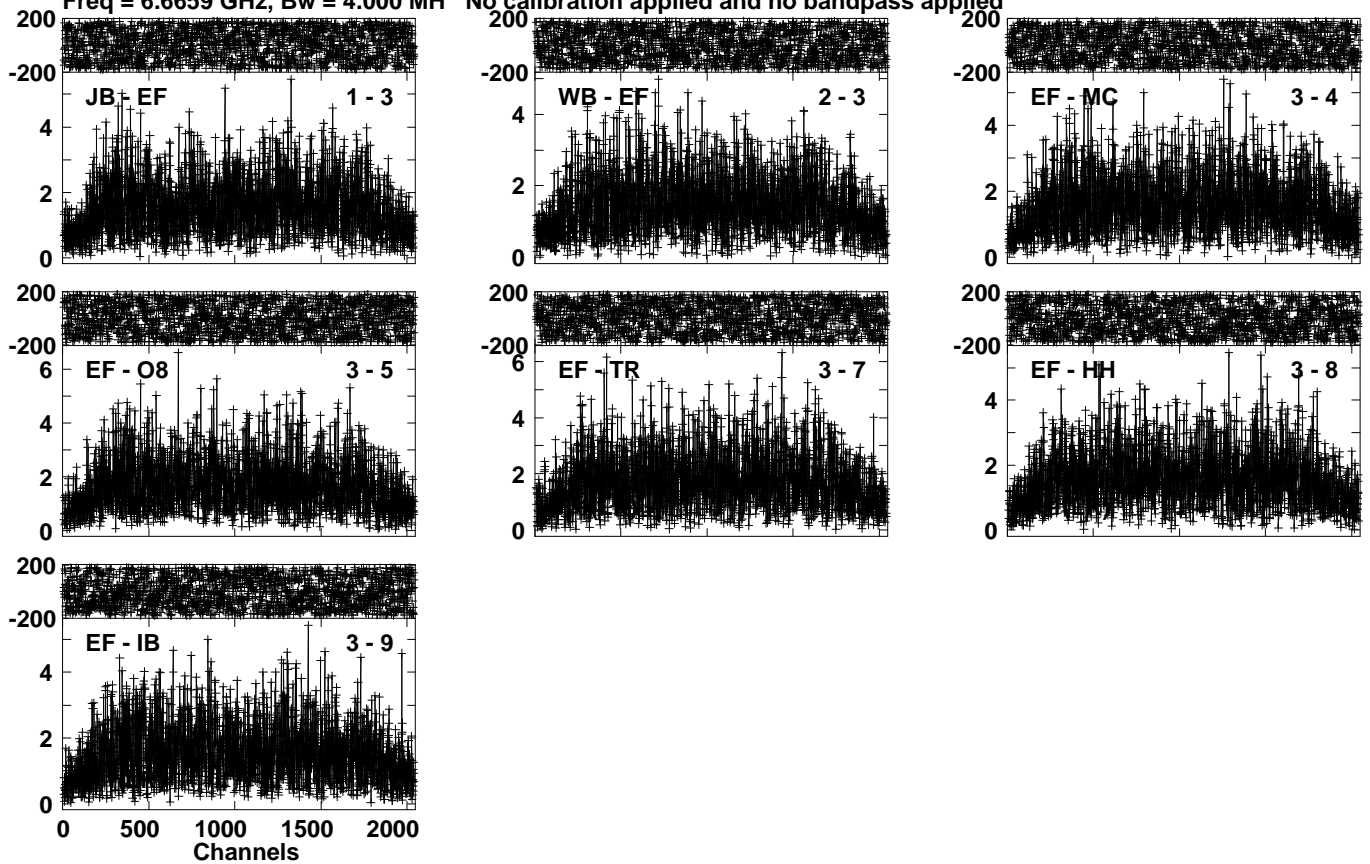 Freq = 6.6659 GHz, Bw = 4.000 MH No calibration applied and no bandpass applied
200 200 200
-200 -200 -200
JB - EF 1 - 3 WB - EF 2 - 3 EF - MC 3 - 4
4 4 4
2 2 2
0 0 0
200 200 200
-200 -200 -200
EF - O8 3 - 5 EF - TR 3 - 7 EF - HH 3 - 8
6 6
4 4 4
2 2 2
0 0 0
200
-200
EF - IB 3 - 9
4
2
0
0 500 1000 1500 2000
Channels